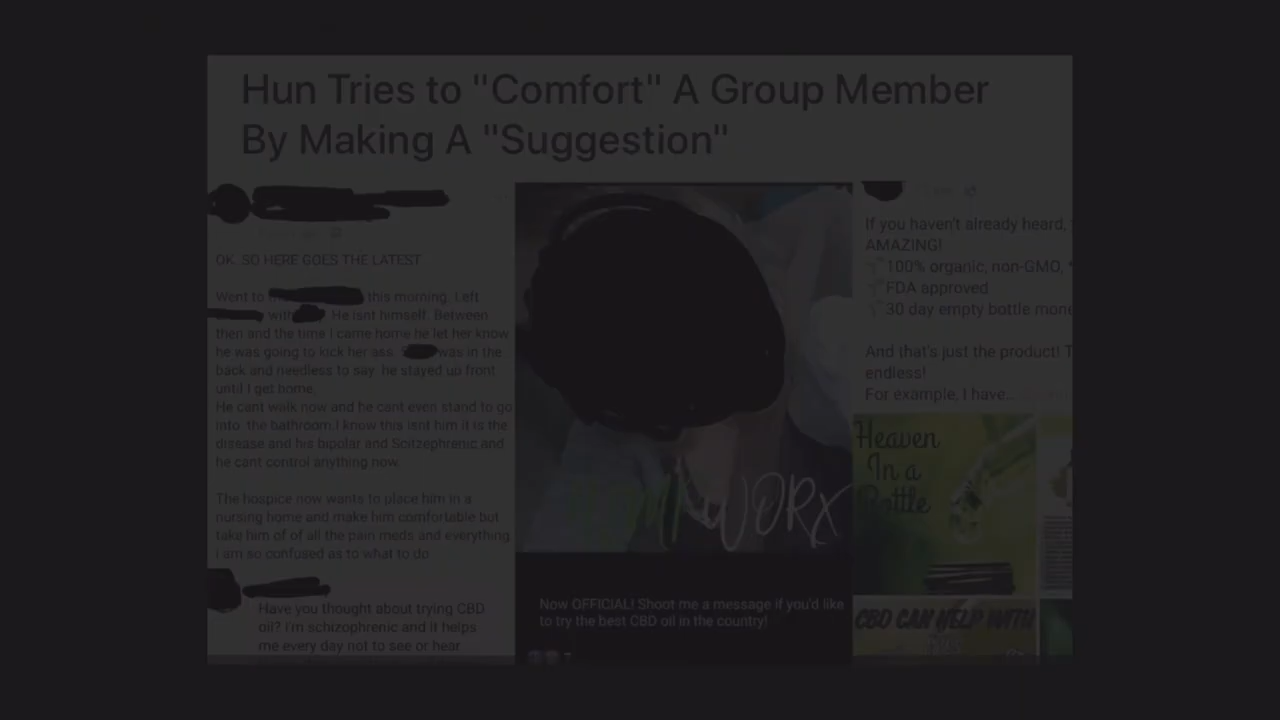 Hun Tries to "Comfort" A Group Member
By Making A "Suggestion"
OK. SO HERE GOES THE LATEST
Went to this morning. Left
with He isnt himself. Between
then and the time I came home he let her know
he was going to kick her ass. was in the
back and needless to say, he stayed up front
until I get home.
He cant walk now and he cant even stand to go
into the bathroom.I know this isnt him it is the
disease and his bipolar and Scitzephrenic and
he cant control anything now.
The hospice now wants to place him in a
nursing home and make him comfortable but
take him of of all the pain meds and everything
i am so confused as to what to do
Have you thought about trying CBD
oil? I'm schizophrenic and it helps
me every day not to see or hear
WORX
Now OFFICIAL! Shoot me a message if you'd like
to try the best CBD oil in the country!
If you haven't already heard,
AMAZING!
100% organic, non-GMO,
FDA approved
30 day empty bottle mone
And that's just the product! T
endless!
For example, I have...
Heaven
In a
Bottle
CBD CAN HELP WITH